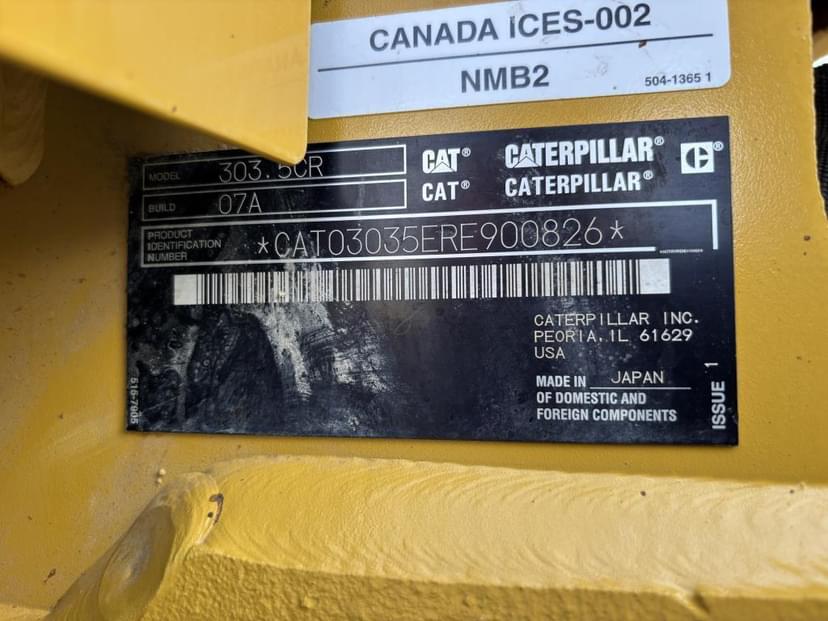 CANADA ICES-002
NMB2
504-1365 1
MODEL 303.5CR
BUILD 07A
CAT® CATERPILLAR® C®
CAT® CATERPILLAR®
PRODUCT
IDENTIFICATION
NUMBER
*CAT03035ERE900826*
CATERPILLAR INC.
PEORIA, IL 61629
USA
MADE IN JAPAN
OF DOMESTIC AND
FOREIGN COMPONENTS
516-7905
ISSUE 1